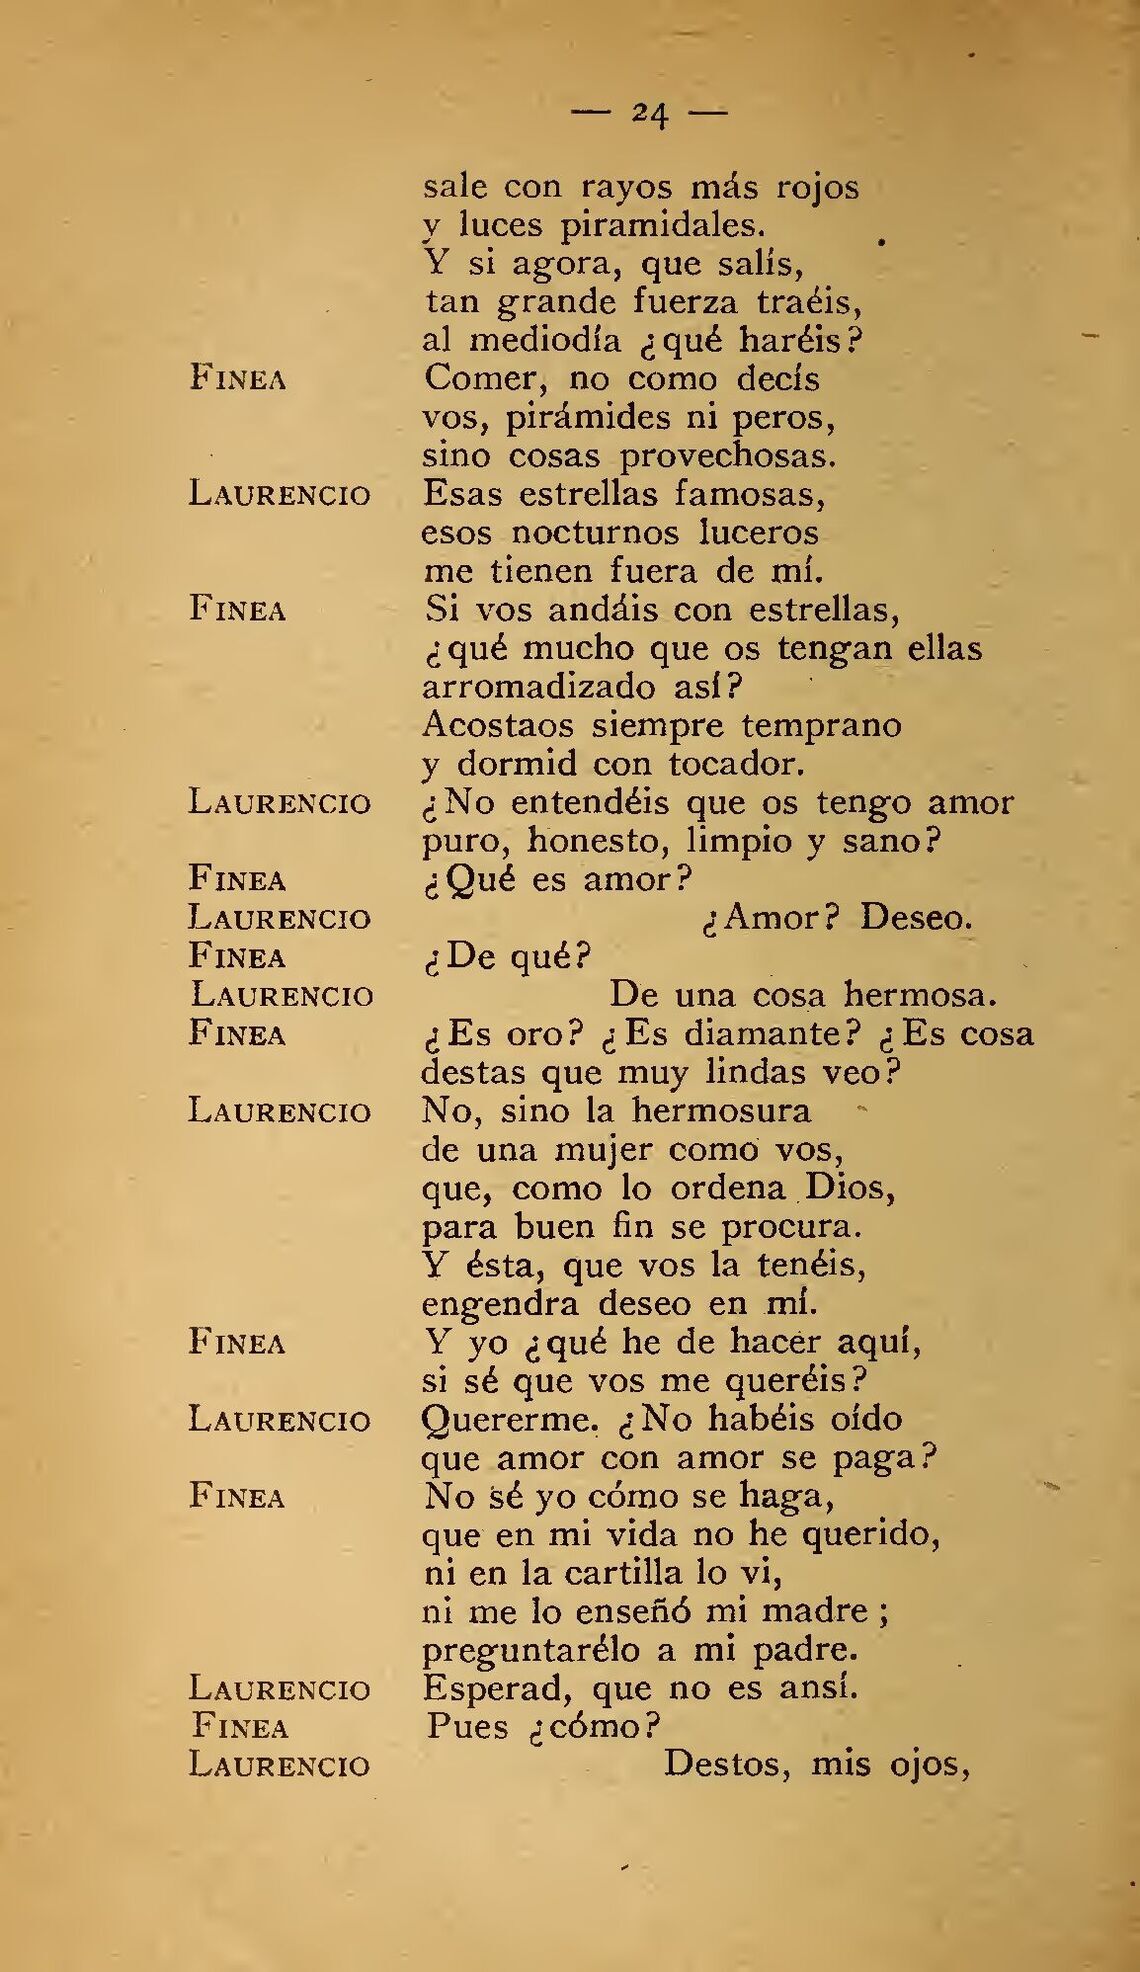 — 24 —
sale con rayos más rojos
y luces piramidales.
Y si agora, que salís,
tan grande fuerza traéis,
al mediodía ¿qué haréis?
FINEA Comer, no como decís
vos, pirámides ni peros,
sino cosas provechosas.
LAURENCIO Esas estrellas famosas,
esos nocturnos luceros
me tienen fuera de mí.
FINEA Si vos andáis con estrellas,
¿qué mucho que os tengan ellas
arromadizado así?
Acostaos siempre temprano
y dormid con tocador.
LAURENCIO ¿No entendéis que os tengo amor
puro, honesto, limpio y sano?
FINEA ¿Qué es amor?
LAURENCIO ¿Amor? Deseo.
FINEA ¿De qué?
LAURENCIO De una cosa hermosa.
FINEA ¿Es oro? ¿Es diamante? ¿Es cosa
destas que muy lindas veo?
LAURENCIO No, sino la hermosura
de una mujer como vos,
que, como lo ordena Dios,
para buen fin se procura.
Y ésta, que vos la tenéis,
engendra deseo en mí.
FINEA Y yo ¿qué he de hacer aquí,
si sé que vos me queréis?
LAURENCIO Quererme. ¿No habéis oído
que amor con amor se paga?
FINEA No sé yo cómo se haga,
que en mi vida no he querido,
ni en la cartilla lo vi,
ni me lo enseñó mi madre;
preguntarélo a mi padre.
LAURENCIO Esperad, que no es ansí.
FINEA Pues ¿cómo?
LAURENCIO Destos, mis ojos,